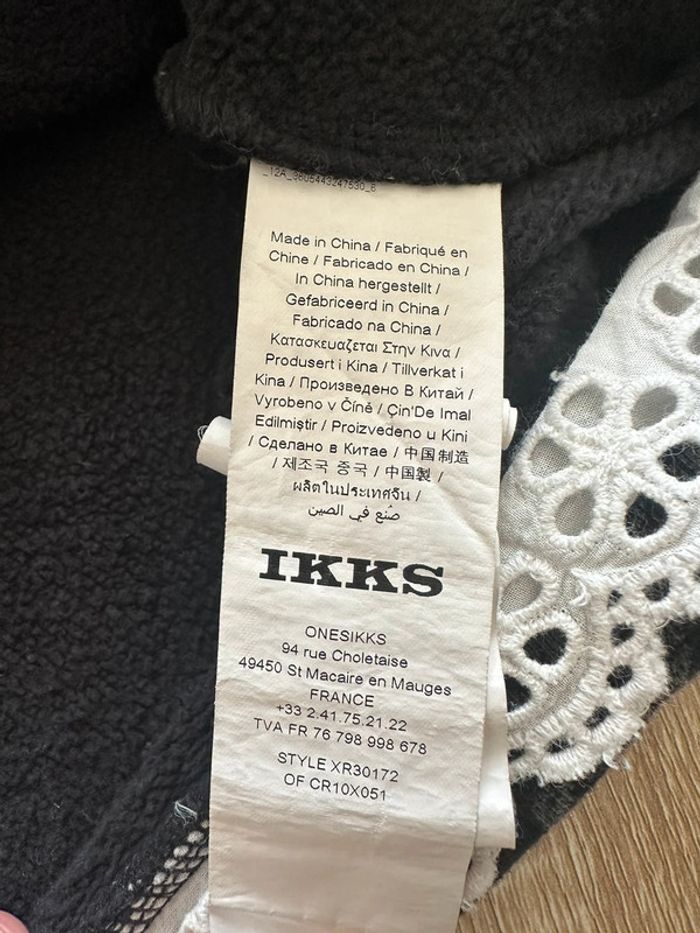 _12A_3605443247530_6
Made in China / Fabriqué en
Chine / Fabricado en China /
In China hergestellt /
Gefabriceerd in China /
Fabricado na China /
Κατασκευαζεται Στην Κινα /
Produsert i Kina / Tillverkat i
Kina / Произведено В Китай /
Vyrobeno v Číně / Çin'De Imal
Edilmiştir / Proizvedeno u Kini
/ Сделано в Китае / 中国制造
/ 제조국 중국 / 中国製 /
ผลิตในประเทศจีน /
صُنع في الصين
IKKS
ONESIKKS
94 rue Choletaise
49450 St Macaire en Mauges
FRANCE
+33 2.41.75.21.22
TVA FR 76 798 998 678
STYLE XR30172
OF CR10X051